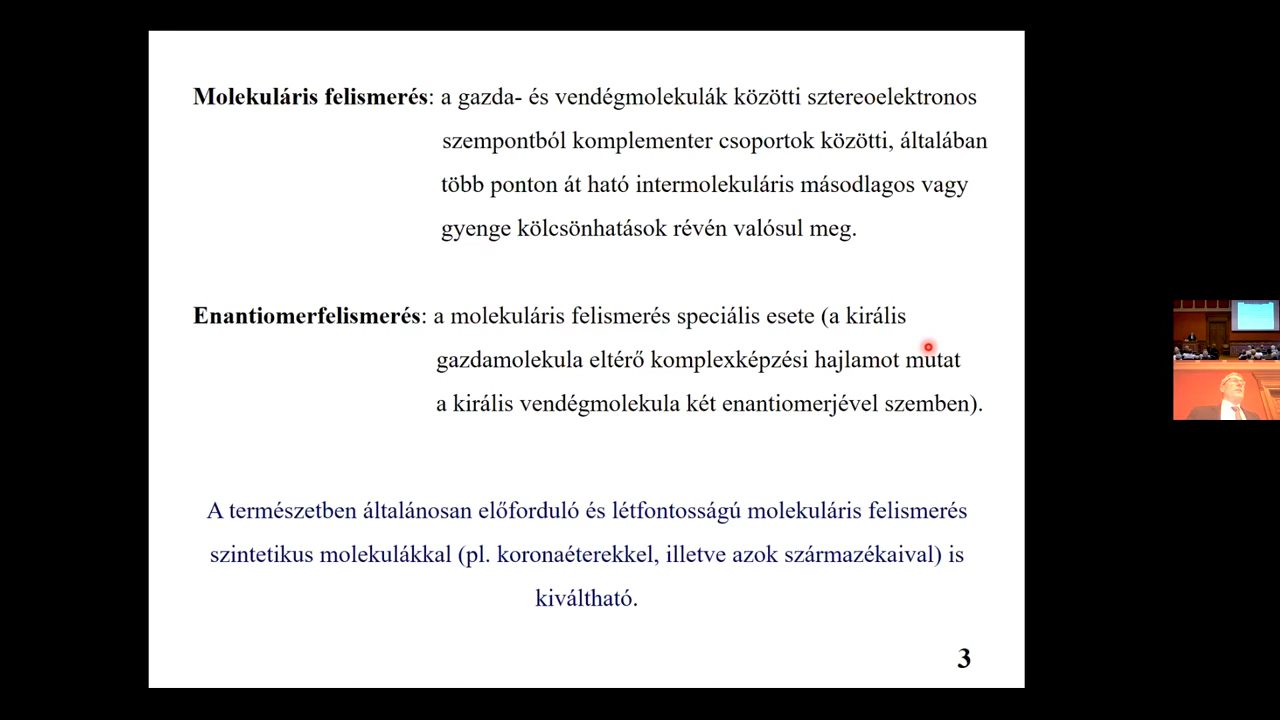 Molekuláris felismerés: a gazda- és vendégmolekulák közötti sztereoelektronos
szempontból komplementer csoportok közötti, általában
több ponton át ható intermolekuláris másodlagos vagy
gyenge kölcsönhatások révén valósul meg.
Enantiomerfelismerés: a molekuláris felismerés speciális esete (a királis
gazdamolekula eltérő komplexképzési hajlamot mutat
a királis vendégmolekula két enantiomerjével szemben).
A természetben általánosan előforduló és létfontosságú molekuláris felismerés
szintetikus molekulákkal (pl. koronaéterekkel, illetve azok származékaival) is
kiváltható.
3